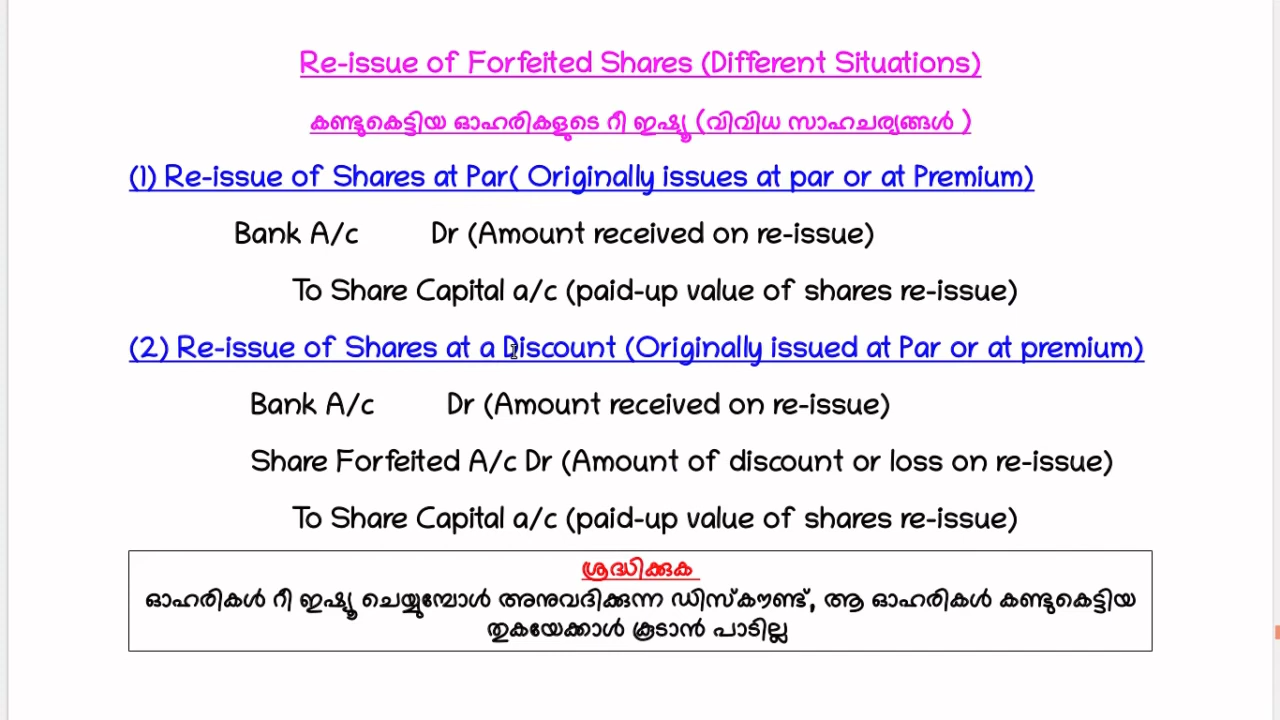 Re-issue of Forfeited Shares (Different Situations)
കണ്ടുകെട്ടിയ ഓഹരികളുടെ റീ ഇഷ്യൂ (വിവിധ സാഹചര്യങ്ങൾ )
(1) Re-issue of Shares at Par( Originally issues at par or at Premium)
Bank A/c Dr (Amount received on re-issue)
To Share Capital a/c (paid-up value of shares re-issue)
(2) Re-issue of Shares at a Discount (Originally issued at Par or at premium)
Bank A/c Dr (Amount received on re-issue)
Share Forfeited A/c Dr (Amount of discount or loss on re-issue)
To Share Capital a/c (paid-up value of shares re-issue)
ശ്രദ്ധിക്കുക
ഓഹരികൾ റീ ഇഷ്യൂ ചെയ്യുമ്പോൾ അനുവദിക്കുന്ന ഡിസ്കൗണ്ട്, ആ ഓഹരികൾ കണ്ടുകെട്ടിയ
തുകയേക്കാൾ കൂടാൻ പാടില്ല